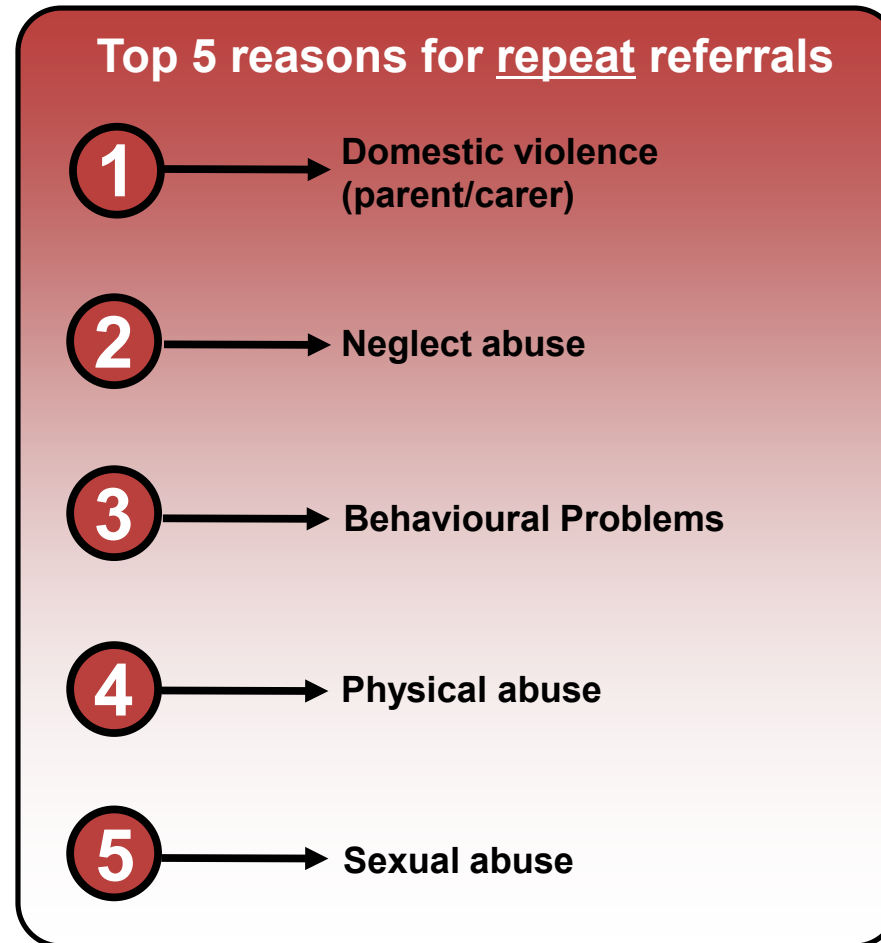 Top 5 reasons for repeat referrals
1
Domestic violence
(parent/carer)
2
Neglect abuse
3
Behavioural Problems
4
Physical abuse
5
Sexual abuse